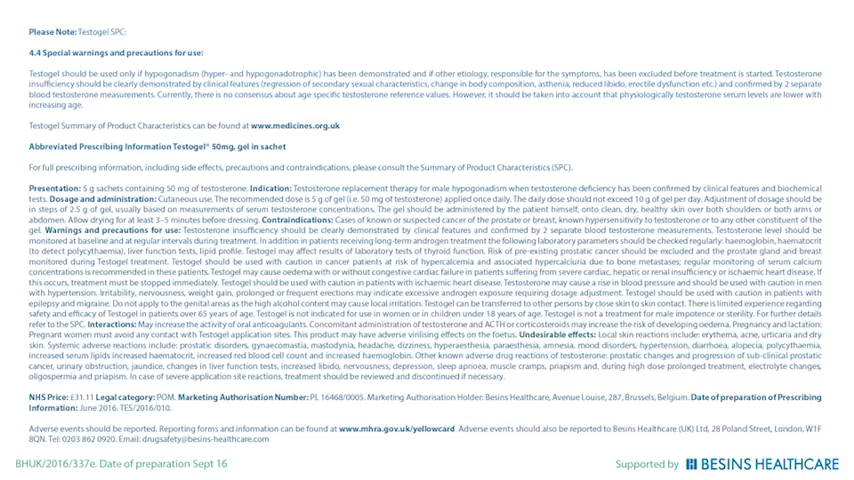 Please Note: Testogel SPC:
4.4 Special warnings and precautions for use:
Testogel should be used only if hypogonadism (hyper- and hypogonadotrophic) has been demonstrated and if other etiology, responsible for the symptoms, has been excluded before treatment is started. Testosterone
insufficiency should be clearly demonstrated by clinical features (regression of secondary sexual characteristics, change in body composition, asthenia, reduced libido, erectile dysfunction etc.) and confirmed by 2 separate
blood testosterone measurements. Currently, there is no consensus about age specific testosterone reference values. However, it should be taken into account that physiologically testosterone serum levels are lower with
increasing age.
Testogel Summary of Product Characteristics can be found at www.medicines.org.uk
Abbreviated Prescribing Information Testogel® 50mg, gel in sachet
For full prescribing information, including side effects, precautions and contraindications, please consult the Summary of Product Characteristics (SPC).
Presentation: 5 g sachets containing 50 mg of testosterone. Indication: Testosterone replacement therapy for male hypogonadism when testosterone deficiency has been confirmed by clinical features and biochemical
tests. Dosage and administration: Cutaneous use. The recommended dose is 5 g of gel (i.e. 50 mg of testosterone) applied once daily. The daily dose should not exceed 10 g of gel per day. Adjustment of dosage should be
in steps of 2.5 g of gel, usually based on measurements of serum testosterone concentrations. The gel should be administered by the patient himself, onto clean, dry, healthy skin over both shoulders or both arms or
abdomen. Allow drying for at least 3–5 minutes before dressing. Contraindications: Cases of known or suspected cancer of the prostate or breast, known hypersensitivity to testosterone or to any other constituent of the
gel. Warnings and precautions for use: Testosterone insufficiency should be clearly demonstrated by clinical features and confirmed by 2 separate blood testosterone measurements. Testosterone level should be
monitored at baseline and at regular intervals during treatment. In addition in patients receiving long-term androgen treatment the following laboratory parameters should be checked regularly: haemoglobin, haematocrit
(to detect polycythaemia), liver function tests, lipid profile. Testogel may affect results of laboratory tests of thyroid function. Risk of pre-existing prostatic cancer should be excluded and the prostate gland and breast
monitored during Testogel treatment. Testogel should be used with caution in cancer patients at risk of hypercalcemia and associated hypercalciuria due to bone metastases; regular monitoring of serum calcium
concentrations is recommended in these patients. Testogel may cause oedema with or without congestive cardiac failure in patients suffering from severe cardiac, hepatic or renal insufficiency or ischaemic heart disease. If
this occurs, treatment must be stopped immediately. Testogel should be used with caution in patients with ischaemic heart disease. Testosterone may cause a rise in blood pressure and should be used with caution in men
with hypertension. Irritability, nervousness, weight gain, prolonged or frequent erections may indicate excessive androgen exposure requiring dosage adjustment. Testogel should be used with caution in patients with
epilepsy and migraine. Do not apply to the genital areas as the high alcohol content may cause local irritation. Testogel can be transferred to other persons by close skin to skin contact. There is limited experience regarding
safety and efficacy of Testogel in patients over 65 years of age. Testogel is not indicated for use in women or in children under 18 years of age. Testogel is not a treatment for male impotence or sterility. For further details
refer to the SPC. Interactions: May increase the activity of oral anticoagulants. Concomitant administration of testosterone and ACTH or corticosteroids may increase the risk of developing oedema. Pregnancy and lactation:
Pregnant women must avoid any contact with Testogel application sites. This product may have adverse virilising effects on the foetus. Undesirable effects: Local skin reactions include: erythema, acne, urticaria and dry
skin. Systemic adverse reactions include: prostatic disorders, gynaecomastia, mastodynia, headache, dizziness, hyperaesthesia, paraesthesia, amnesia, mood disorders, hypertension, diarrhoea, alopecia, polycythaemia,
increased serum lipids increased haematocrit, increased red blood cell count and increased haemoglobin. Other known adverse drug reactions of testosterone: prostatic changes and progression of sub-clinical prostatic
cancer, urinary obstruction, jaundice, changes in liver function tests, increased libido, nervousness, depression, sleep apnoea, muscle cramps, priapism and, during high dose prolonged treatment, electrolyte changes,
oligospermia and priapism. In case of severe application site reactions, treatment should be reviewed and discontinued if necessary.
NHS Price: £31.11 Legal category: POM. Marketing Authorisation Number: PL 16468/0005. Marketing Authorisation Holder: Besins Healthcare, Avenue Louise, 287, Brussels, Belgium. Date of preparation of Prescribing
Information: June 2016. TES/2016/010.
Adverse events should be reported. Reporting forms and information can be found at www.mhra.gov.uk/yellowcard Adverse events should also be reported to Besins Healthcare (UK) Ltd, 28 Poland Street, London, W1F
8QN. Tel: 0203 862 0920. Email: drugsafety@besins-healthcare.com
BHUK/2016/337e. Date of preparation Sept 16
Supported by BESINS HEALTHCARE